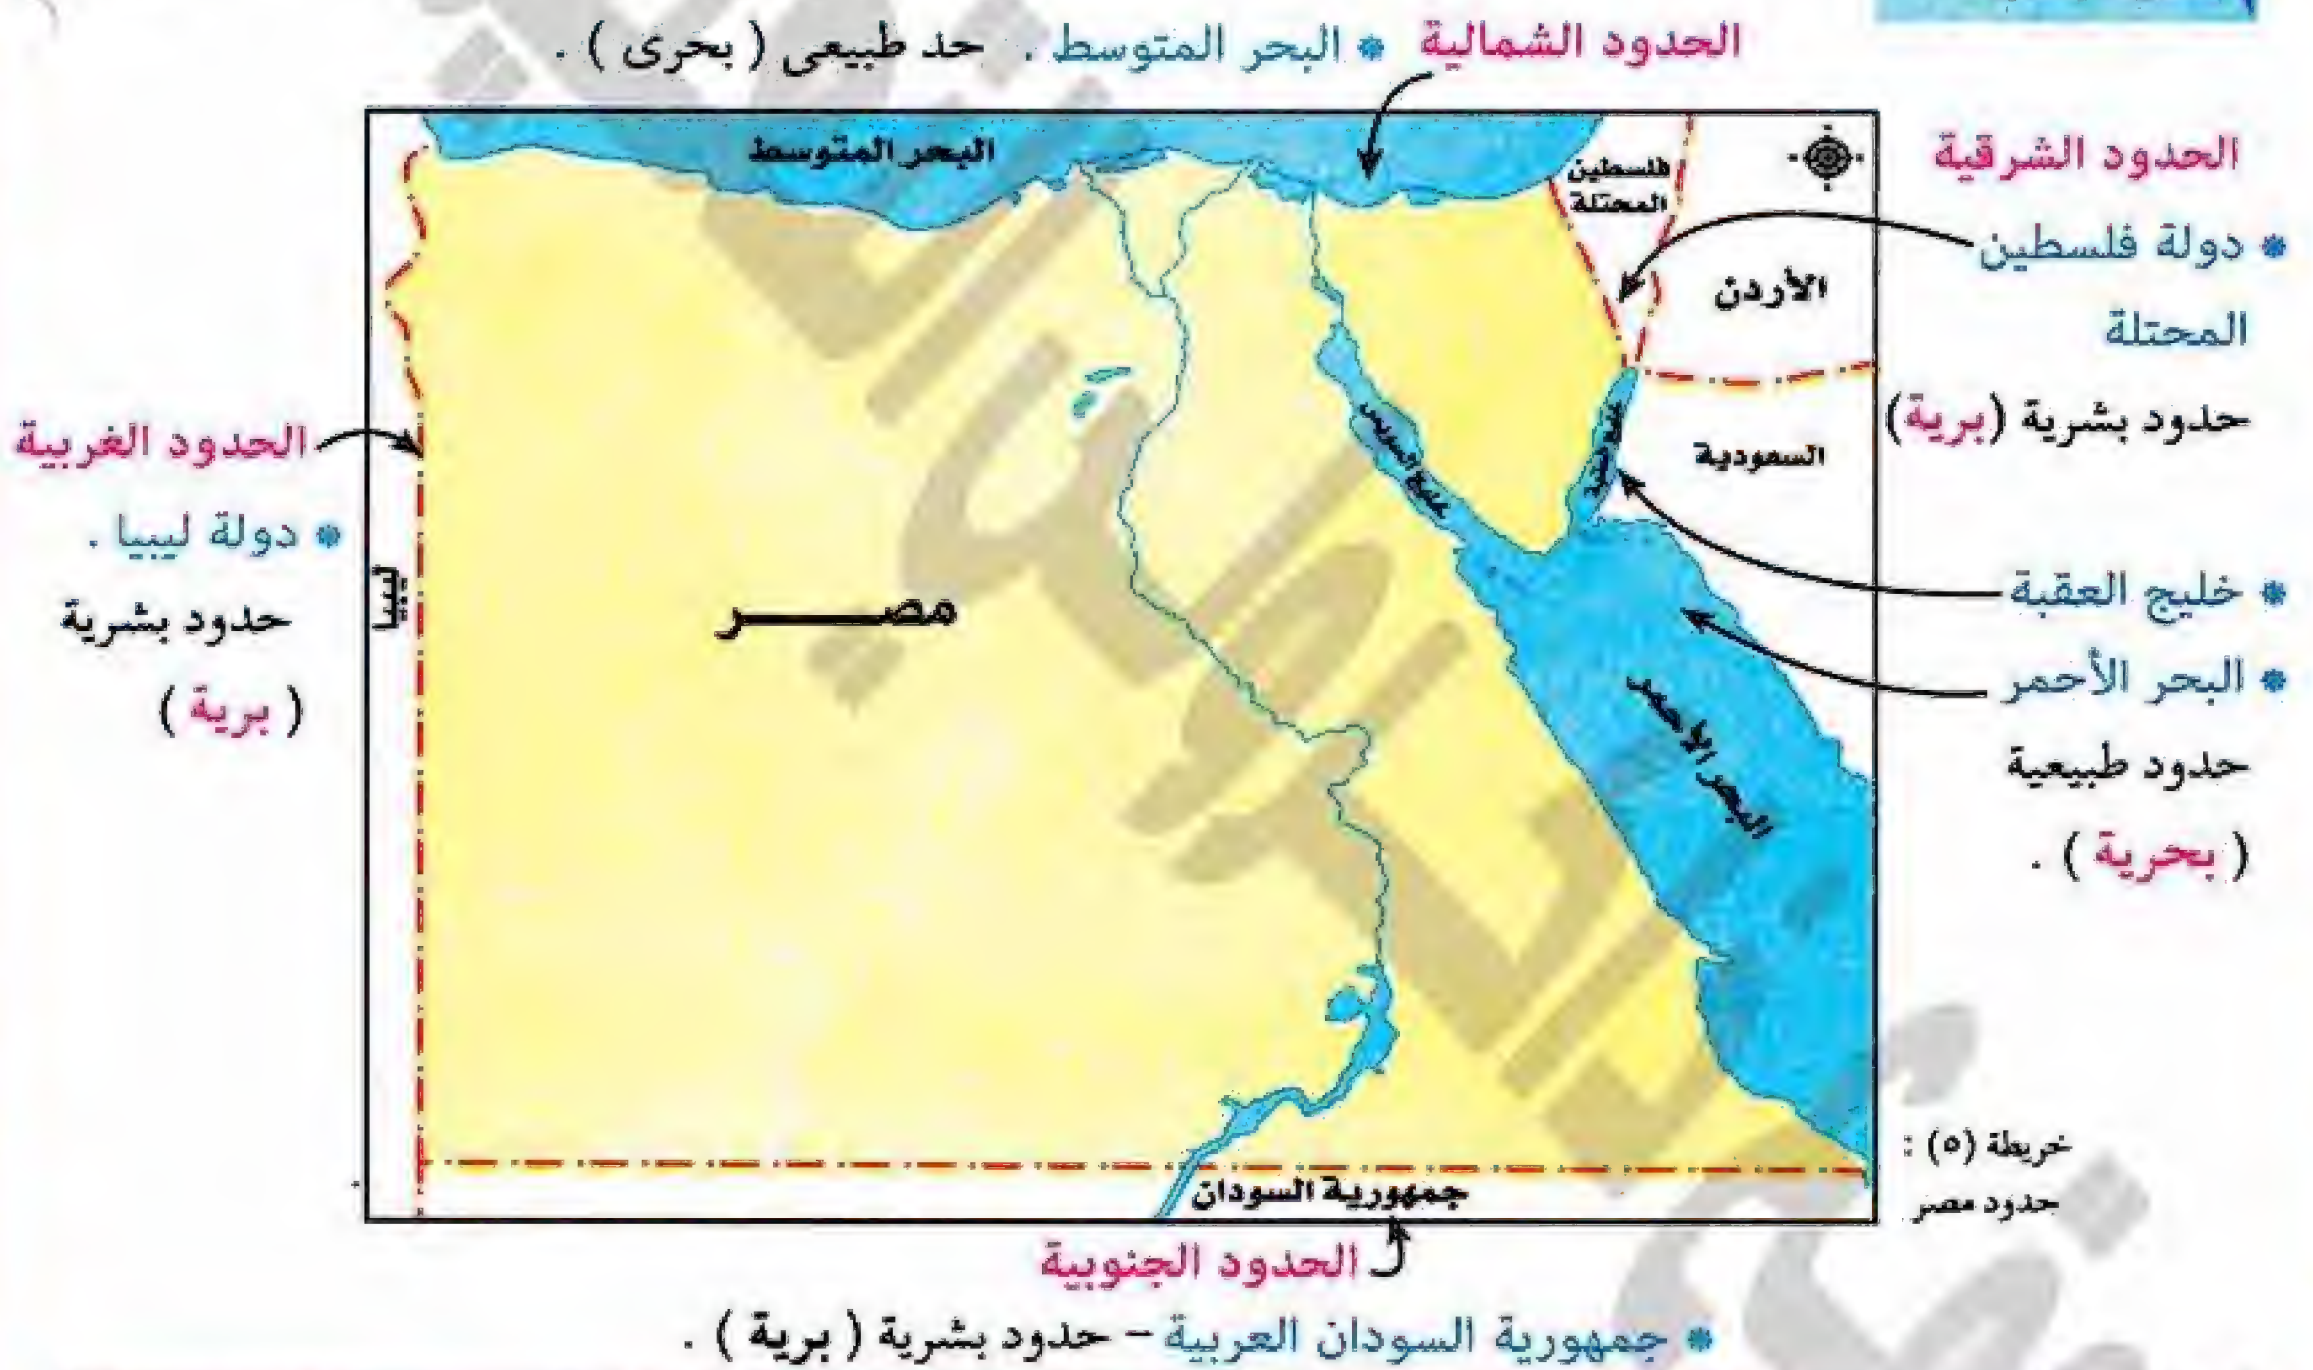 الحدود الشمالية * البحر المتوسط . حد طبيعى ( بحرى ) .
البحر المتوسط
فلسطين
المحتلة
الأردن
السعودية
خليج السويس
خليج العقبة
البحر الأحمر
مصر
ليبيا
جمهورية السودان
الحدود الشرقية
* دولة فلسطين
المحتلة
حدود بشرية (برية)
* خليج العقبة
* البحر الأحمر
حدود طبيعية
( بحرية ) .
الحدود الغربية
* دولة ليبيا .
حدود بشرية
( برية )
خريطة (٥) :
حدود مصر
الحدود الجنوبية
* جمهورية السودان العربية – حدود بشرية ( برية ) .